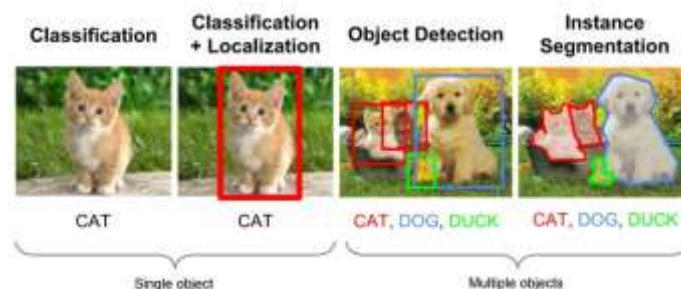 Classification
Classification
+ Localization
Object Detection
Instance
Segmentation
CAT
CAT
CAT, DOG, DUCK
CAT, DOG, DUCK
Single object
Multiple objects